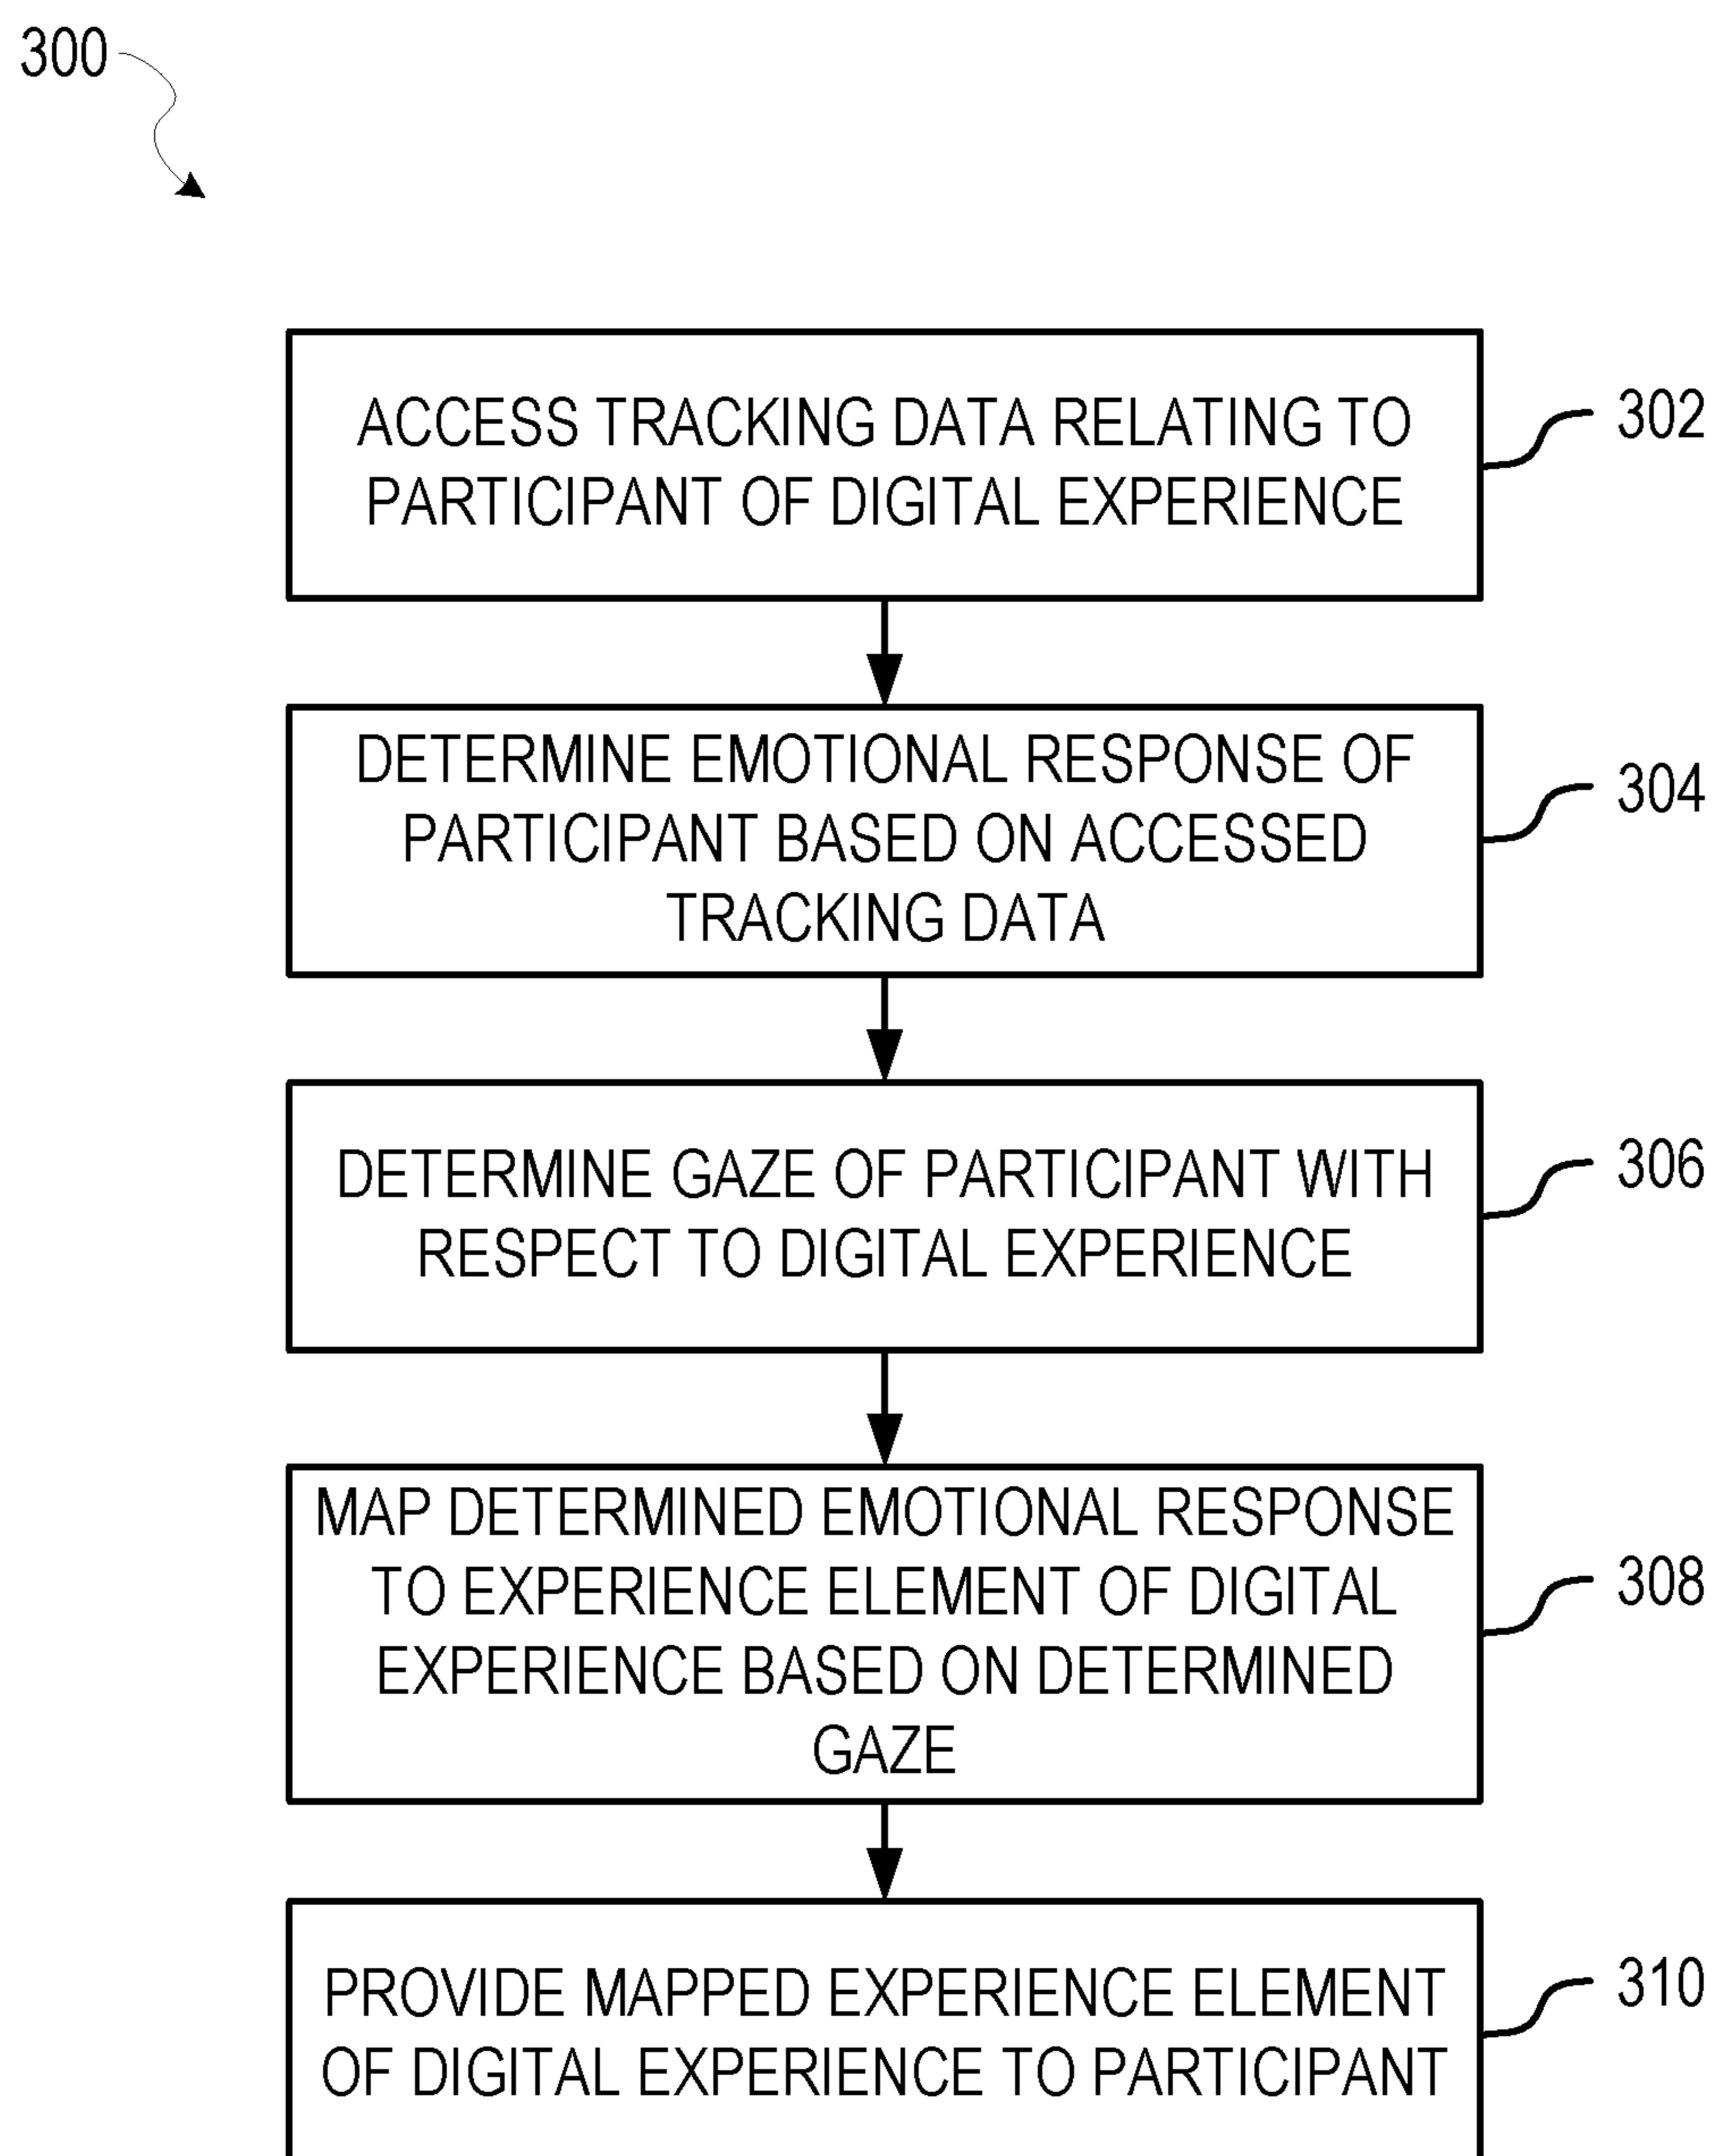 300
ACCESS TRACKING DATA RELATING TO
PARTICIPANT OF DIGITAL EXPERIENCE
302
DETERMINE EMOTIONAL RESPONSE OF
PARTICIPANT BASED ON ACCESSED
TRACKING DATA
304
DETERMINE GAZE OF PARTICIPANT WITH
RESPECT TO DIGITAL EXPERIENCE
306
MAP DETERMINED EMOTIONAL RESPONSE
TO EXPERIENCE ELEMENT OF DIGITAL
EXPERIENCE BASED ON DETERMINED
GAZE
308
PROVIDE MAPPED EXPERIENCE ELEMENT
OF DIGITAL EXPERIENCE TO PARTICIPANT
310